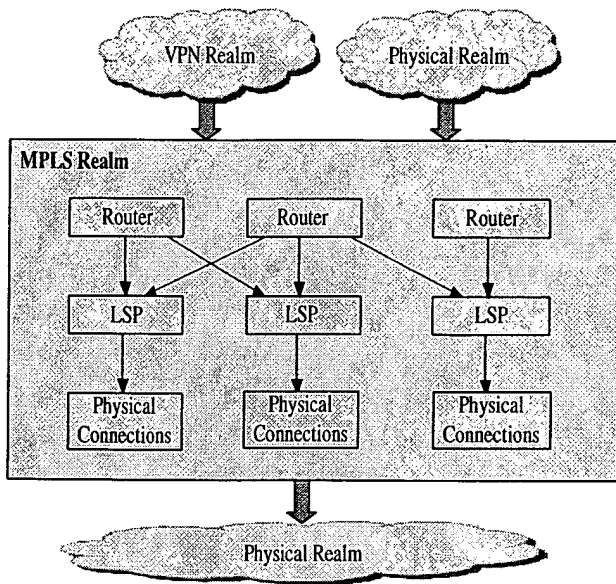 VPN Realm
Physical Realm
MPLS Realm
Router
Router
Router
LSP
LSP
LSP
Physical
Connections
Physical
Connections
Physical
Connections
Physical Realm